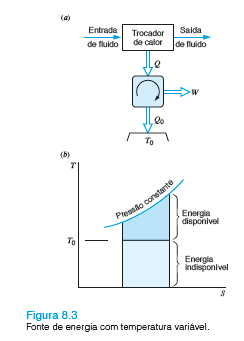 (a)
Entrada
de fluido
Trocador
de calor
Saída
de fluido
Q
W
Q0
T0
(b)
T
Pressão constante
Energia
disponível
T0
Energia
indisponível
S
Figura 8.3
Fonte de energia com temperatura variável.